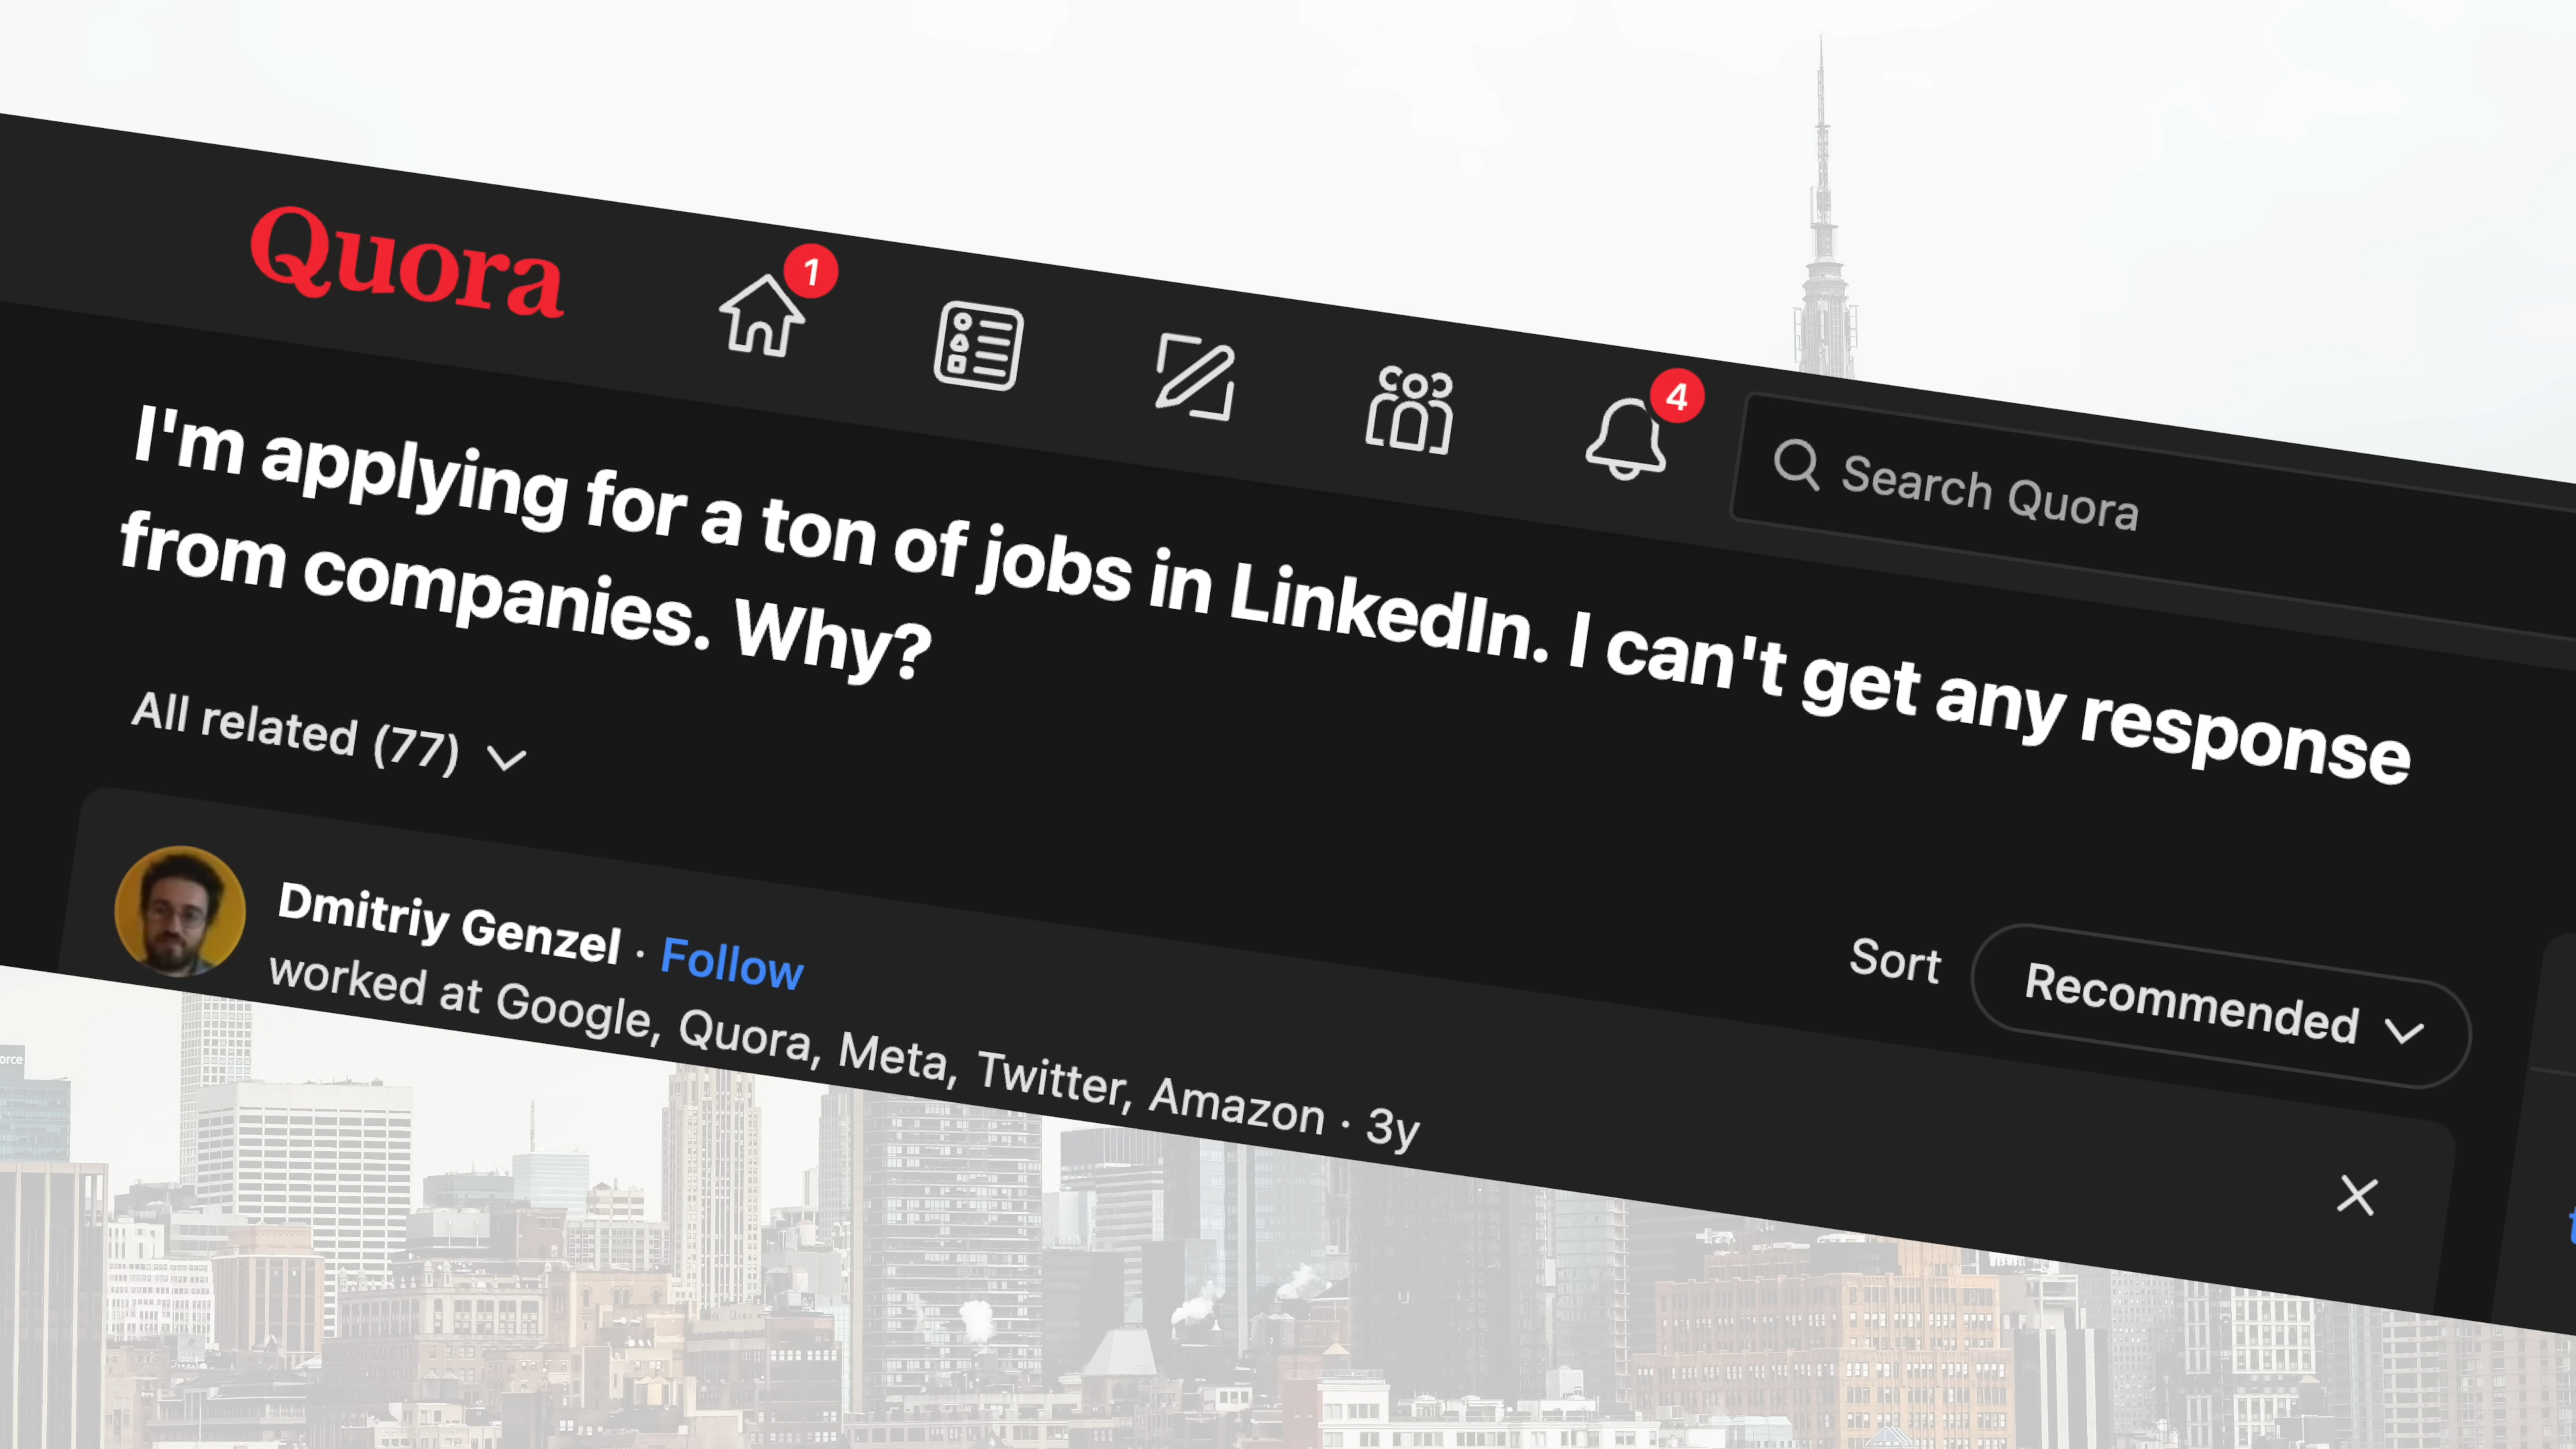 Quora
1
4
Search Quora
I'm applying for a ton of jobs in LinkedIn. I can't get any response
from companies. Why?
All related (77)
Sort
Recommended
Dmitriy Genzel · Follow
worked at Google, Quora, Meta, Twitter, Amazon · 3y
orce